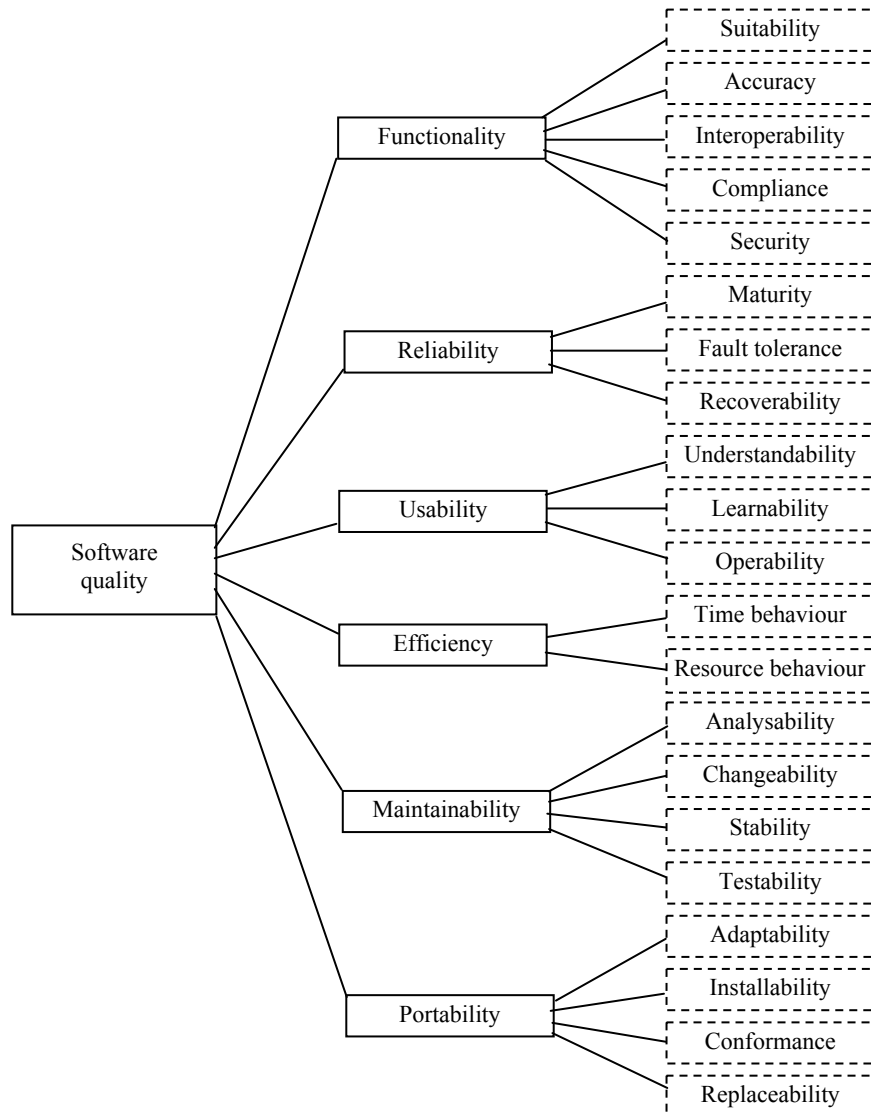 Suitability
Accuracy
Functionality
Interoperability
Compliance
Security
Maturity
Reliability
Fault tolerance
Recoverability
Understandability
Usability
Learnability
Operability
Software
quality
Time behaviour
Efficiency
Resource behaviour
Analysability
Changeability
Maintainability
Stability
Testability
Adaptability
Installability
Portability
Conformance
Replaceability